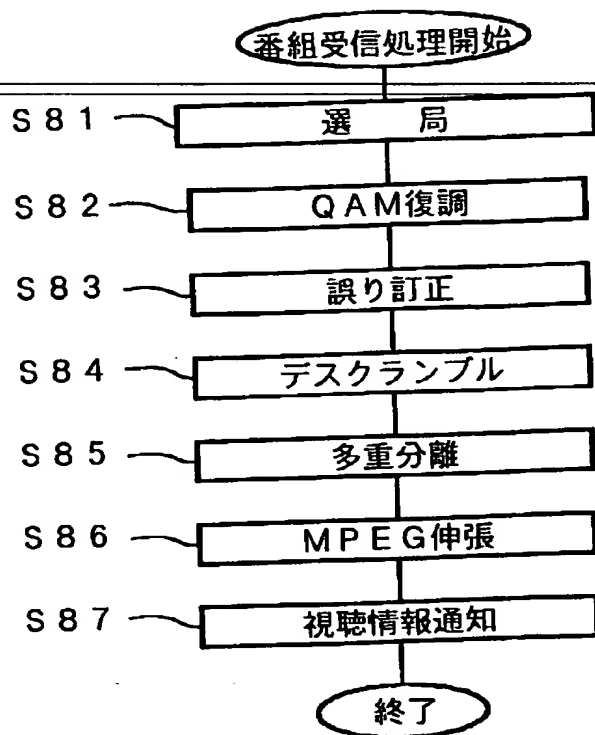 番組受信処理開始
S81 選 局
S82 QAM復調
S83 誤り訂正
S84 デスクランブル
S85 多重分離
S86 MPEG伸張
S87 視聴情報通知
終了